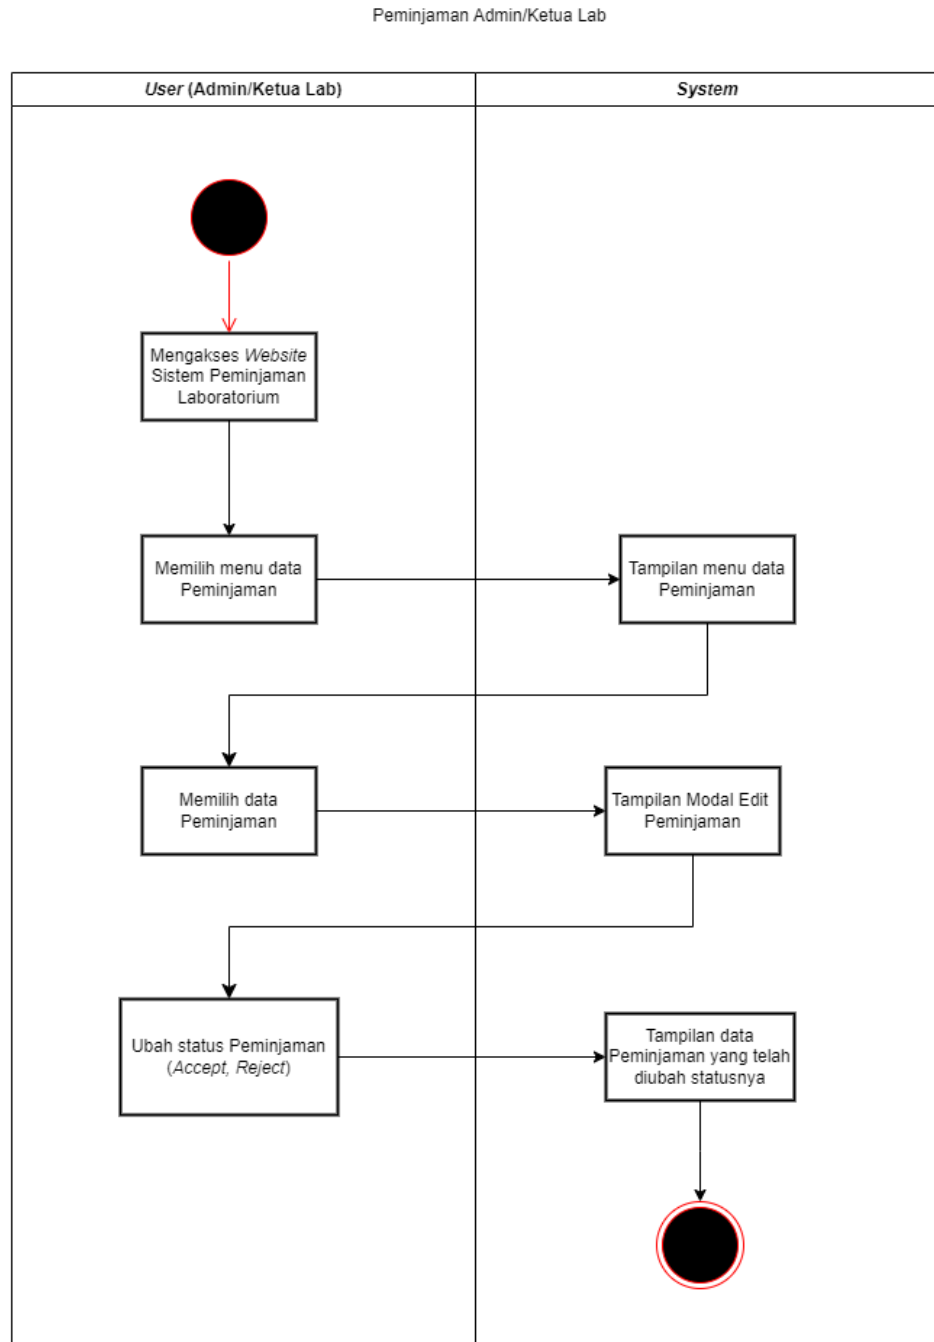 Peminjaman Admin/Ketua Lab
User (Admin/Ketua Lab)
System
Mengakses Website
Sistem Peminjaman
Laboratorium
Memilih menu data
Peminjaman
Tampilan menu data
Peminjaman
Memilih data
Peminjaman
Tampilan Modal Edit
Peminjaman
Ubah status Peminjaman
(Accept, Reject)
Tampilan data
Peminjaman yang telah
diubah statusnya